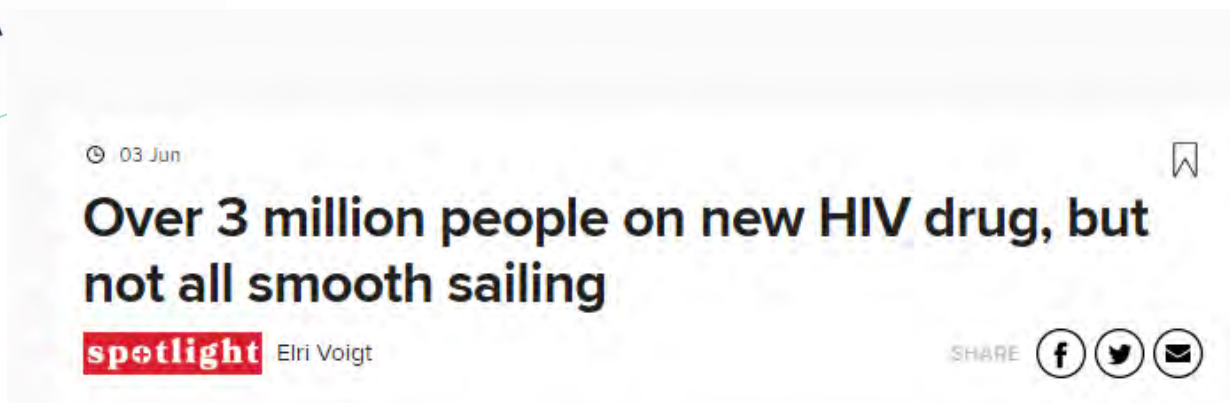 03 Jun
Over 3 million people on new HIV drug, but
not all smooth sailing
spotlight Elri Voigt
SHARE